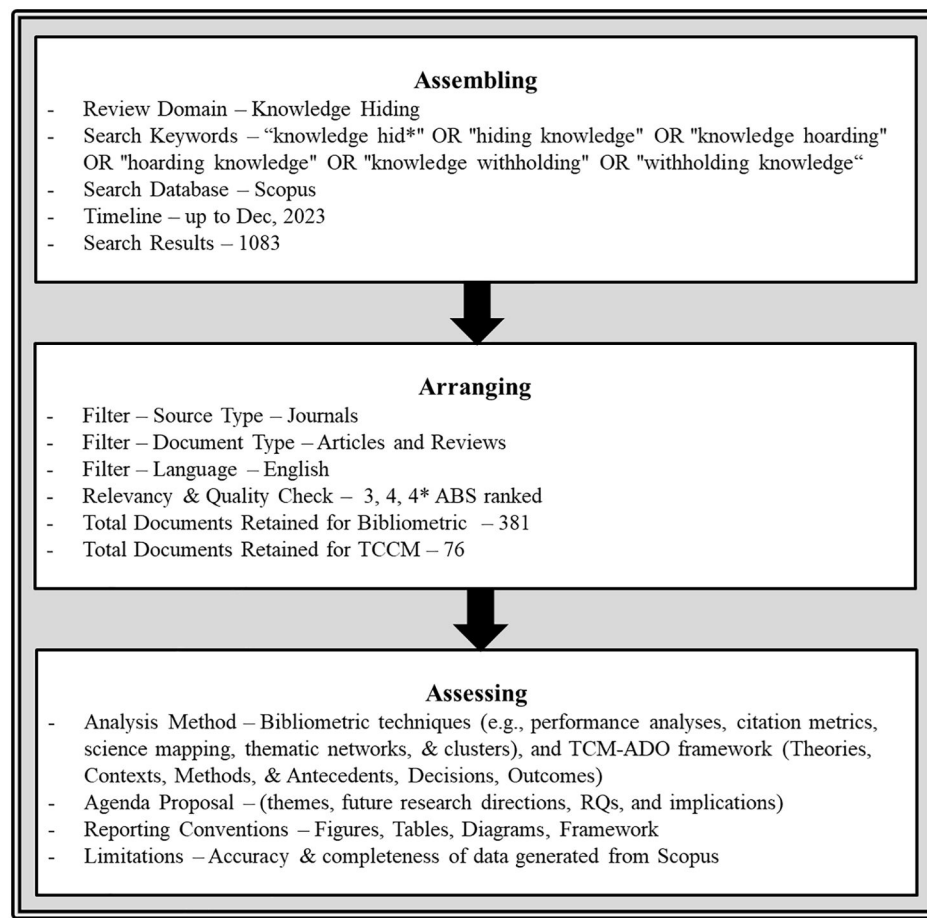 Assembling
- Review Domain – Knowledge Hiding
- Search Keywords – “knowledge hid*" OR "hiding knowledge" OR "knowledge hoarding"
OR "hoarding knowledge" OR "knowledge withholding" OR "withholding knowledge“
- Search Database – Scopus
- Timeline – up to Dec, 2023
- Search Results – 1083
Arranging
- Filter – Source Type – Journals
- Filter – Document Type – Articles and Reviews
- Filter – Language – English
- Relevancy & Quality Check – 3, 4, 4* ABS ranked
- Total Documents Retained for Bibliometric – 381
- Total Documents Retained for TCCM – 76
Assessing
- Analysis Method – Bibliometric techniques (e.g., performance analyses, citation metrics,
science mapping, thematic networks, & clusters), and TCM-ADO framework (Theories,
Contexts, Methods, & Antecedents, Decisions, Outcomes)
- Agenda Proposal – (themes, future research directions, RQs, and implications)
- Reporting Conventions – Figures, Tables, Diagrams, Framework
- Limitations – Accuracy & completeness of data generated from Scopus